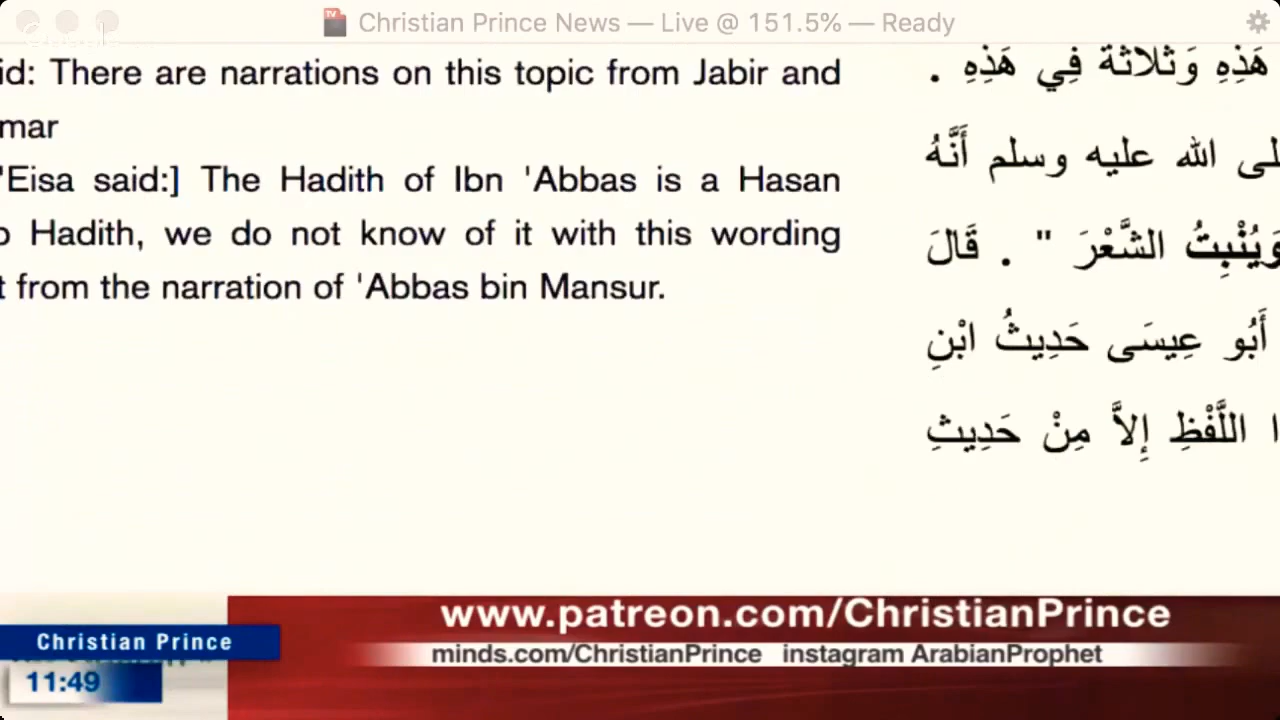 Christian Prince News — Live @ 151.5% — Ready
id: There are narrations on this topic from Jabir and
mar
'Eisa said:] The Hadith of Ibn 'Abbas is a Hasan
Hadith, we do not know of it with this wording
t from the narration of 'Abbas bin Mansur.
هَذِهِ وَثَلاَثَةً فِي هَذِهِ .
لى الله عليه وسلم أَنَّهُ
وَيُنْبِتُ الشَّعْرَ " . قَالَ
أَبُو عِيسَى حَدِيثُ ابْنِ
ا اللَّفْظِ إِلاَّ مِنْ حَدِيثِ
www.patreon.com/ChristianPrince
Christian Prince
minds.com/ChristianPrince instagram ArabianProphet
11:49